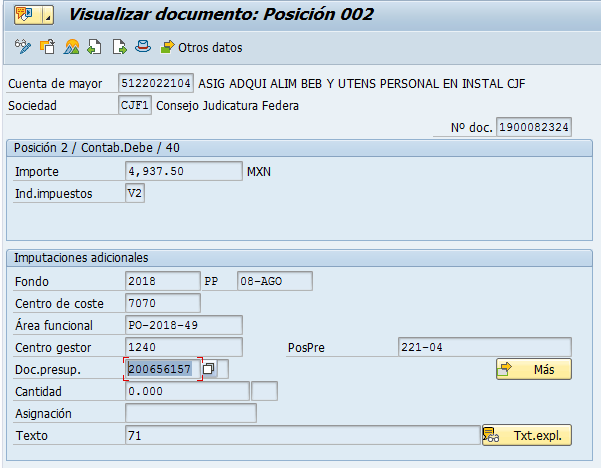 Visualizar documento: Posición 002
Otros datos
Cuenta de mayor 5122022104 ASIG ADQUI ALIM BEB Y UTENS PERSONAL EN INSTAL CJF
Sociedad CJF1 Consejo Judicatura Federa
Nº doc. 1900082324
Posición 2 / Contab.Debe / 40
Importe 4,937.50 MXN
Ind.impuestos V2
Imputaciones adicionales
Fondo 2018 PP 08-AGO
Centro de coste 7070
Área funcional PO-2018-49
Centro gestor 1240 PosPre 221-04
Doc.presup. 200656157 Más
Cantidad 0.000
Asignación
Texto 71 Txt.expl.